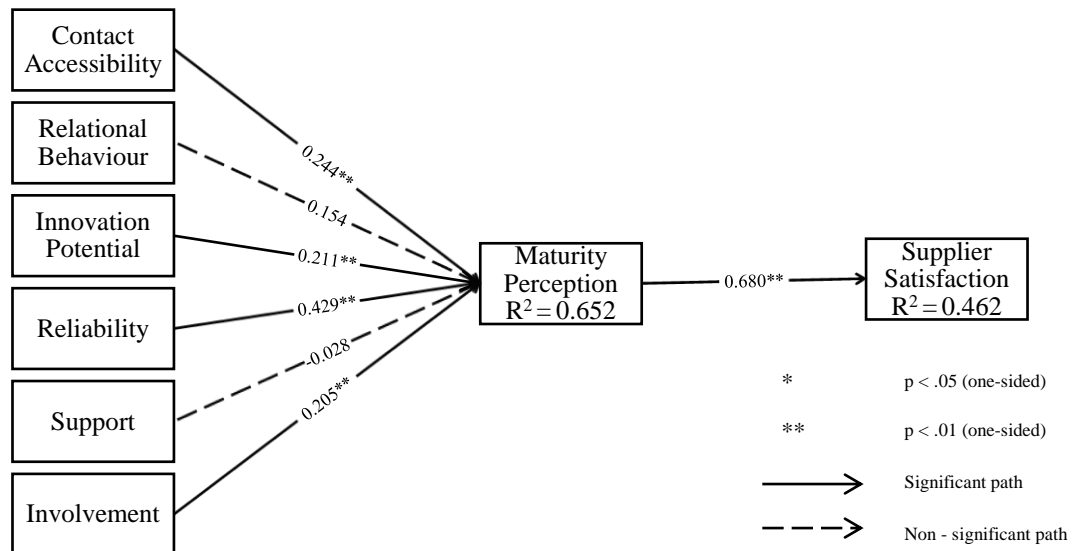 Contact
Accessibility
Relational
Behaviour
Innovation
Potential
Reliability
Support
Involvement
0.244**
0.154
0.211**
0.429**
-0.028
0.205**
Maturity
Perception
R² = 0.652
0.680**
Supplier
Satisfaction
R² = 0.462
* p < .05 (one-sided)
** p < .01 (one-sided)
Significant path
Non - significant path